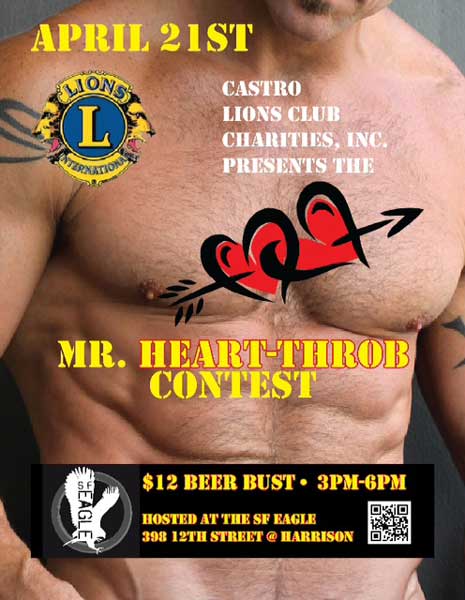 APRIL 21ST
LIONS
L
INTERNATIONAL
CASTRO
LIONS CLUB
CHARITIES, INC.
PRESENTS THE
MR. HEART-THROB
CONTEST
SF
EAGLE
$12 BEER BUST • 3PM-6PM
HOSTED AT THE SF EAGLE
398 12TH STREET @ HARRISON